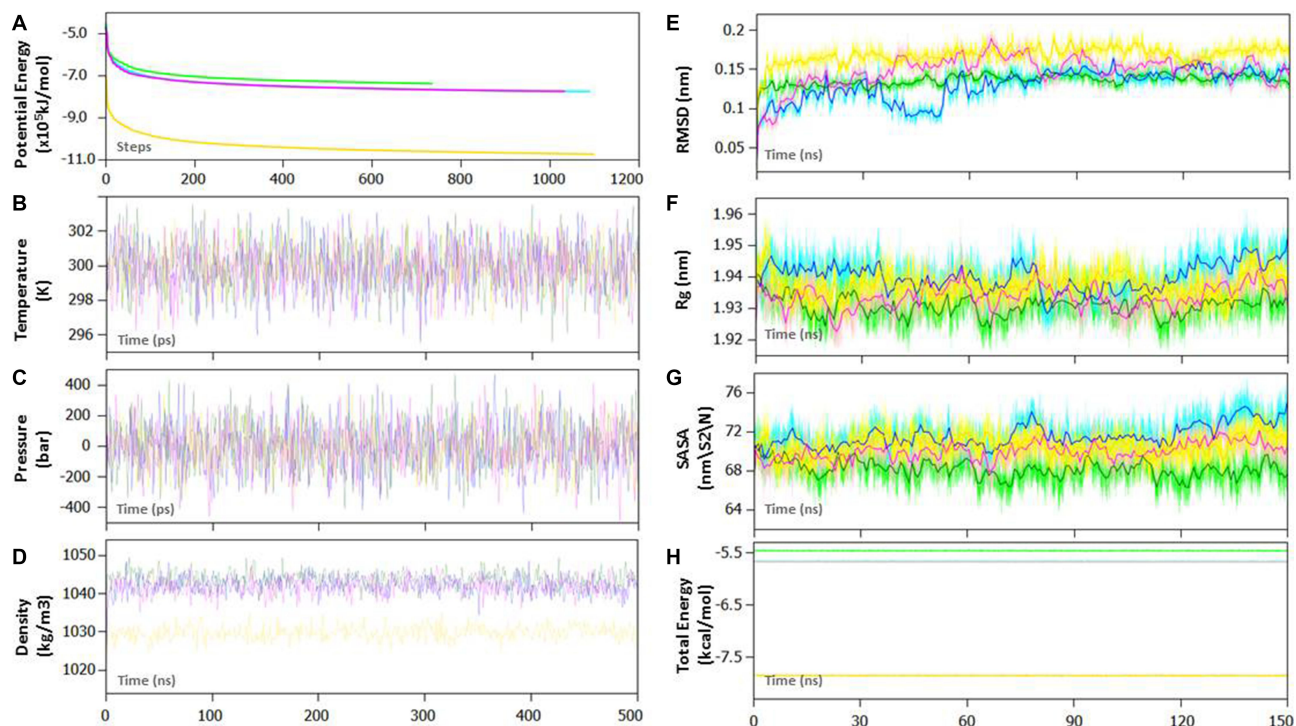 A
Potential Energy
(x10⁵kJ/mol)
-5.0
-7.0
-9.0
-11.0
Steps
0 200 400 600 800 1000 1200
B
Temperature
(K)
302
300
298
296
Time (ps)
C
Pressure
(bar)
400
200
0
-200
-400
Time (ps)
D
Density
(kg/m3)
1050
1040
1030
1020
Time (ns)
0 100 200 300 400 500
E
RMSD (nm)
0.2
0.15
0.1
0.05
Time (ns)
F
Rg (nm)
1.96
1.95
1.94
1.93
1.92
Time (ns)
G
SASA
(nm\S2\N)
76
72
68
64
Time (ns)
H
Total Energy
(kcal/mol)
-5.5
-6.5
-7.5
Time (ns)
0 30 60 90 120 150